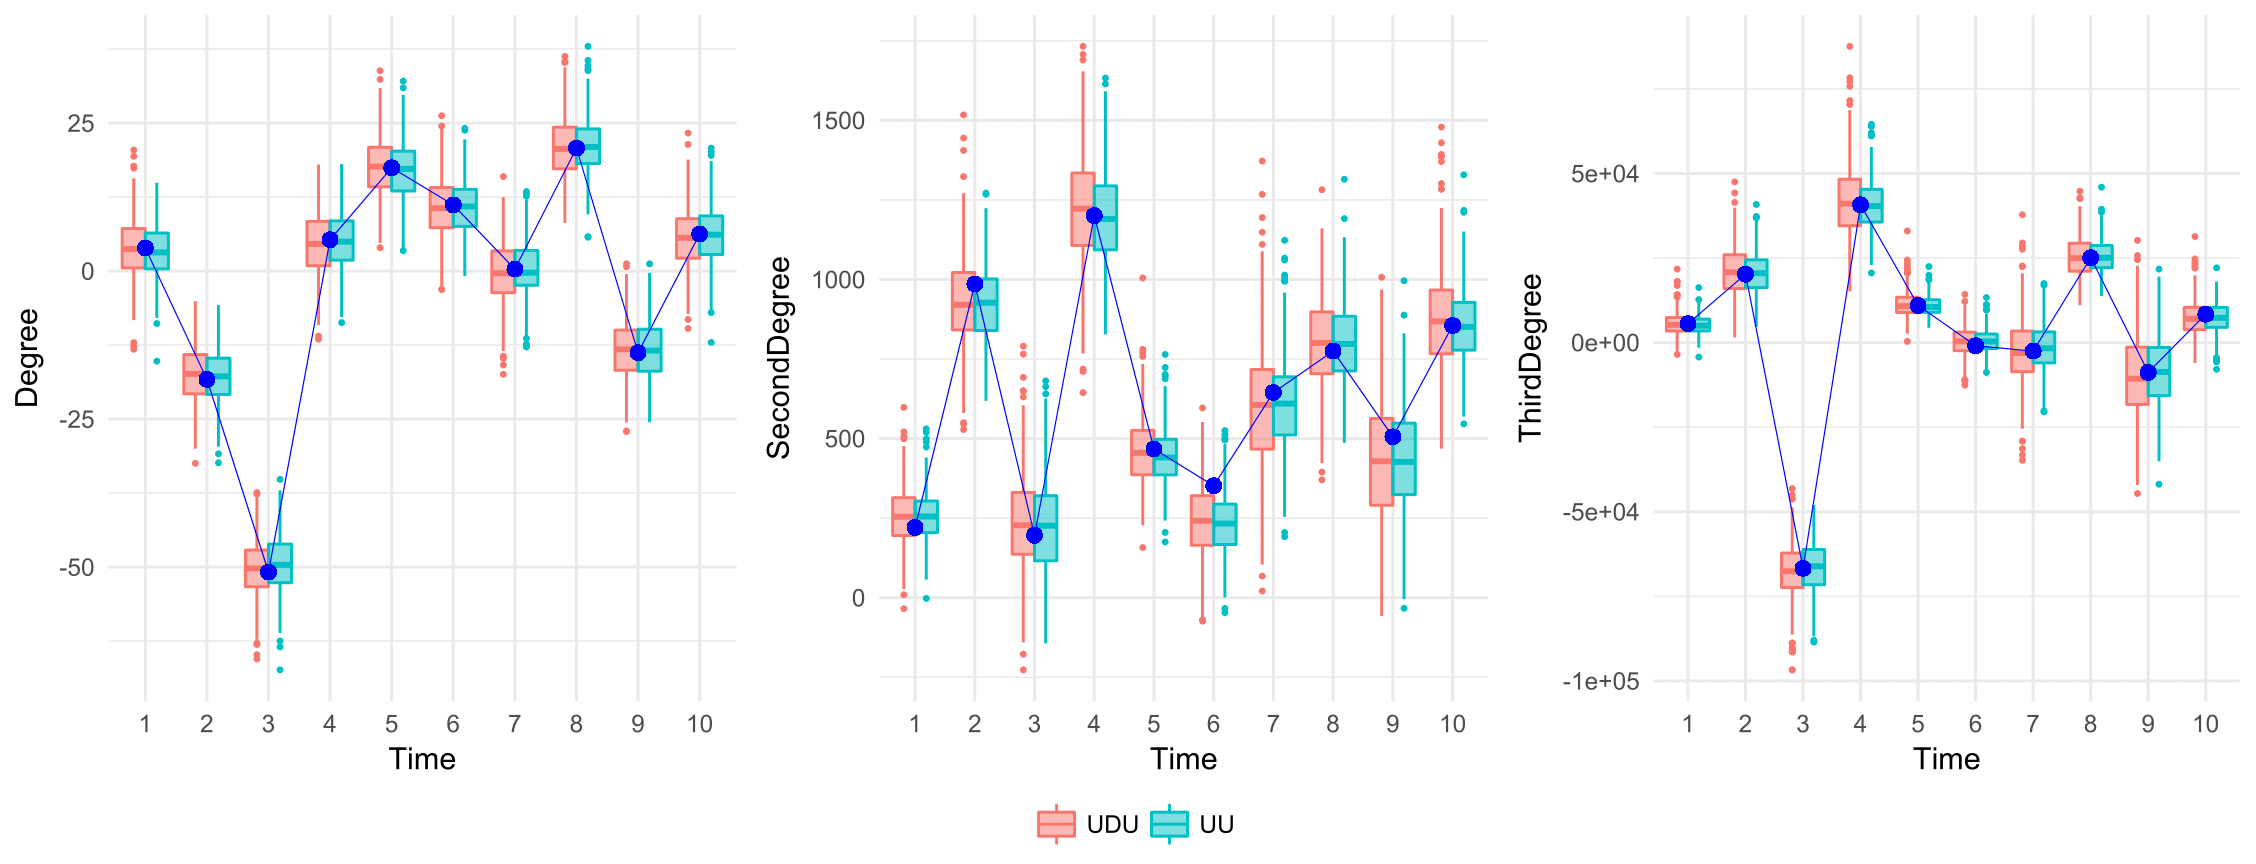 Degree
25
0
-25
-50
1 2 3 4 5 6 7 8 9 10
Time
SecondDegree
1500
1000
500
0
1 2 3 4 5 6 7 8 9 10
Time
ThirdDegree
5e+04
0e+00
-5e+04
-1e+05
1 2 3 4 5 6 7 8 9 10
Time
UDU UU